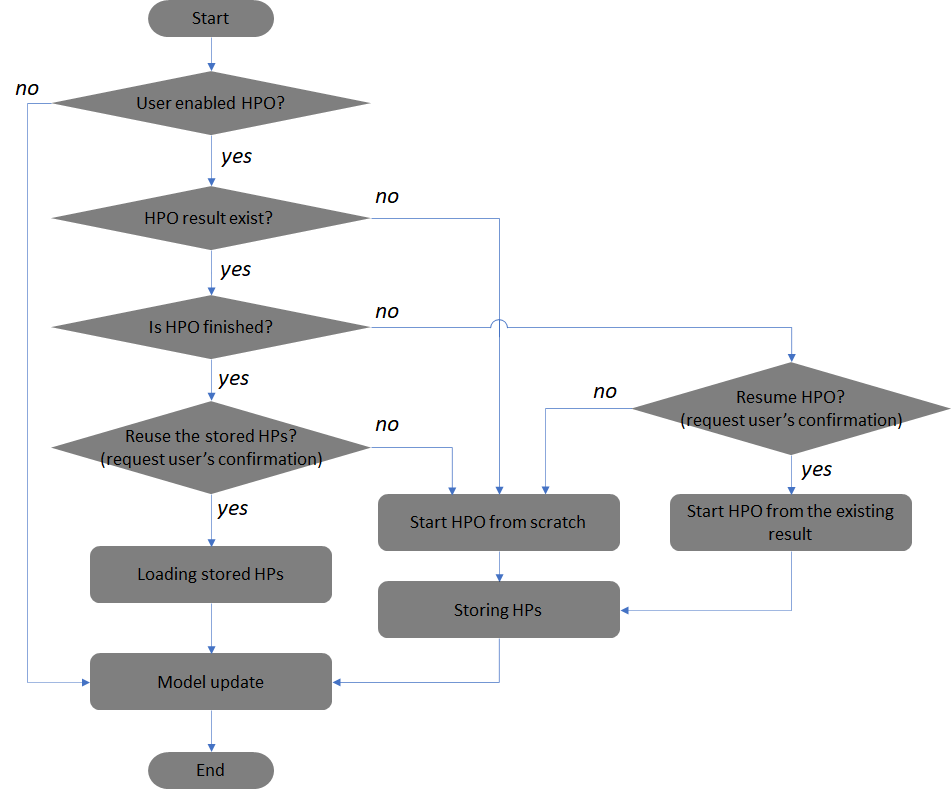 Start
no
User enabled HPO?
yes
HPO result exist?
no
yes
Is HPO finished?
no
yes
Resume HPO?
(request user's confirmation)
no
yes
Reuse the stored HPs?
(request user's confirmation)
no
yes
Start HPO from scratch
Start HPO from the existing
result
Loading stored HPs
Storing HPs
Model update
End